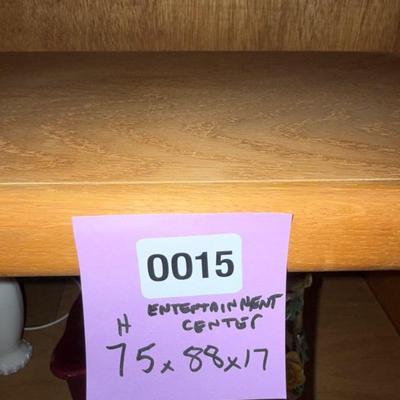 0015
ENTERTAINMENT
H CENTER
75 x 88 x 17